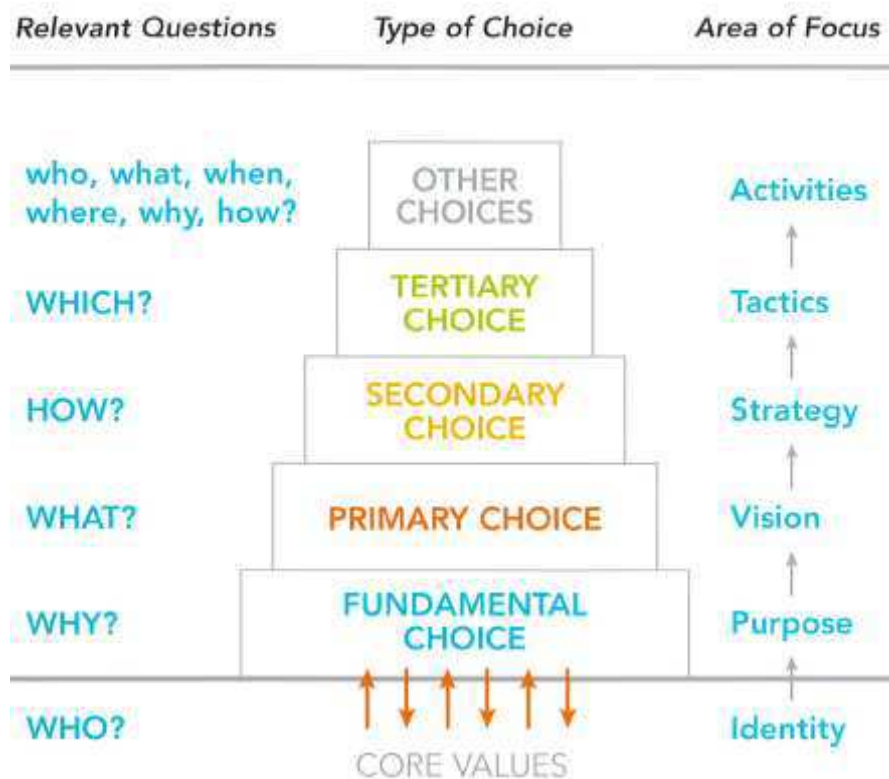 Relevant Questions Type of Choice Area of Focus
who, what, when,
where, why, how?
OTHER
CHOICES
Activities
WHICH?
TERTIARY
CHOICE
Tactics
HOW?
SECONDARY
CHOICE
Strategy
WHAT?
PRIMARY CHOICE
Vision
WHY?
FUNDAMENTAL
CHOICE
Purpose
WHO?
CORE VALUES
Identity